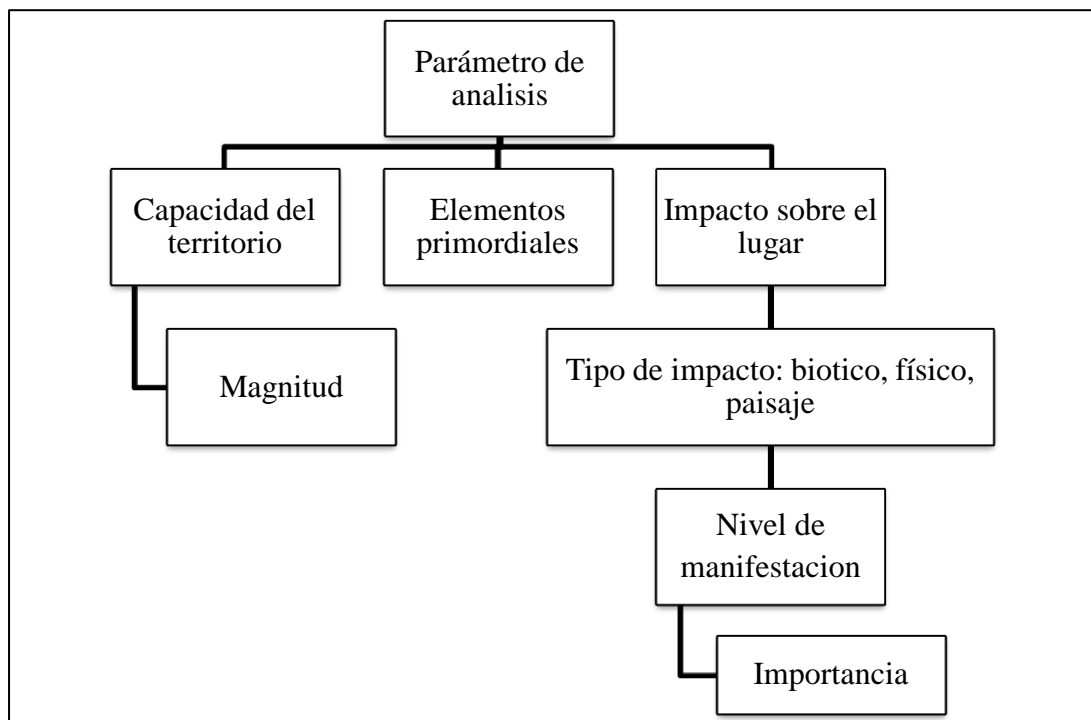 Parámetro de
analisis
Capacidad del
territorio
Elementos
primordiales
Impacto sobre el
lugar
Magnitud
Tipo de impacto: biotico, físico,
paisaje
Nivel de
manifestacion
Importancia